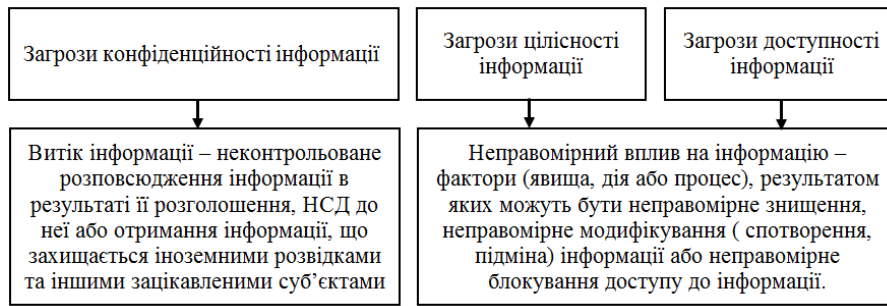 Загрози конфіденційності інформації
Загрози цілісності
інформації
Загрози доступності
інформації
Витік інформації – неконтрольоване
розповсюдження інформації в
результаті її розголошення, НСД до
неї або отримання інформації, що
захищається іноземними розвідками
та іншими зацікавленими суб’єктами
Неправомірний вплив на інформацію –
фактори (явища, дія або процес), результатом
яких можуть бути неправомірне знищення,
неправомірне модифікування ( спотворення,
підміна) інформації або неправомірне
блокування доступу до інформації.